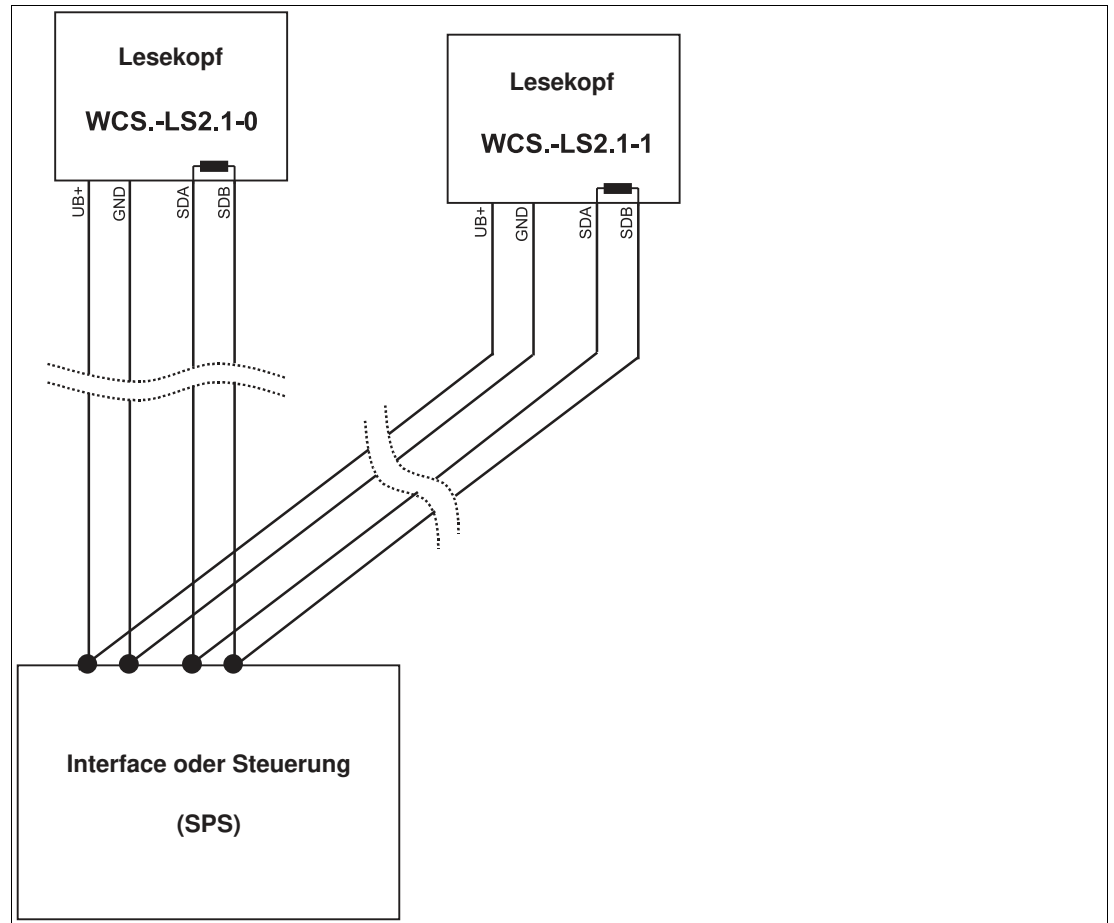 Lesekopf
WCS.-LS2.1-0
UB+
GND
SDA
SDB
Lesekopf
WCS.-LS2.1-1
UB+
GND
SDA
SDB
Interface oder Steuerung
(SPS)